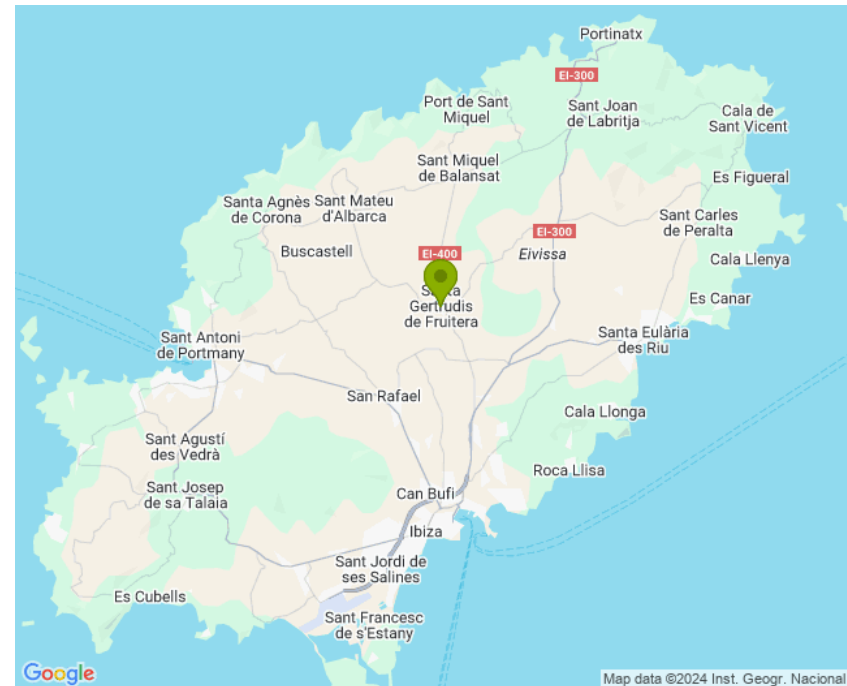 Portinatx
EI-300
Port de Sant
Miquel
Sant Joan
de Labritja
Cala de
Sant Vicent
Sant Miquel
de Balansat
Es Figueral
Santa Agnès
de Corona
Sant Mateu
d'Albarca
Sant Carles
de Peralta
EI-300
Buscastell
EI-400
Eivissa
Cala Llenya
Santa
Gertrudis
de Fruitera
Es Canar
Sant Antoni
de Portmany
Santa Eulària
des Riu
San Rafael
Cala Llonga
Sant Agustí
des Vedrà
Roca Llisa
Sant Josep
de sa Talaia
Can Bufi
Ibiza
Sant Jordi de
ses Salines
Es Cubells
Sant Francesc
de s'Estany
Google
Map data ©2024 Inst. Geogr. Nacional